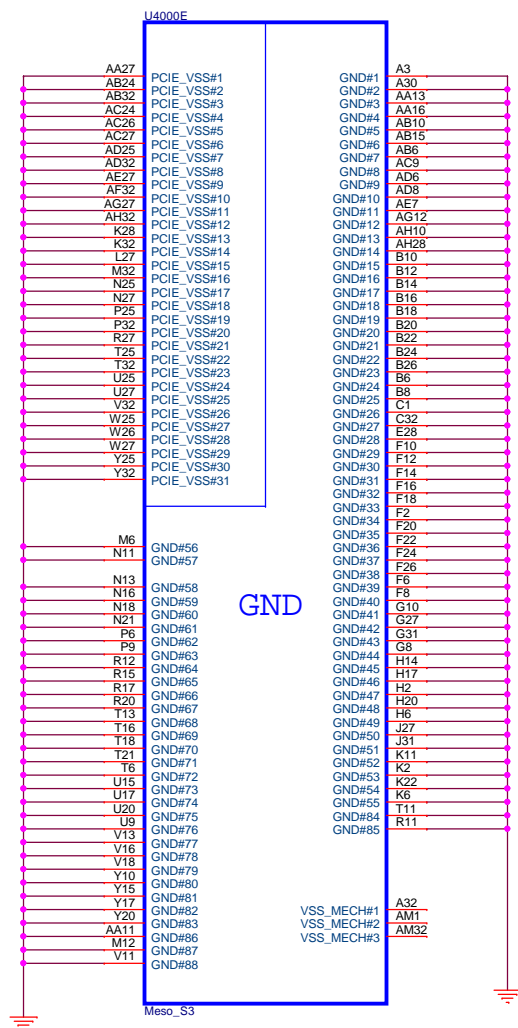 U4000E
AA27 PCIE_VSS#1
AB24 PCIE_VSS#2
AB32 PCIE_VSS#3
AC24 PCIE_VSS#4
AC26 PCIE_VSS#5
AC27 PCIE_VSS#6
AD25 PCIE_VSS#7
AD32 PCIE_VSS#8
AE27 PCIE_VSS#9
AF32 PCIE_VSS#10
AG27 PCIE_VSS#11
AH32 PCIE_VSS#12
K28 PCIE_VSS#13
K32 PCIE_VSS#14
L27 PCIE_VSS#15
M32 PCIE_VSS#16
N25 PCIE_VSS#17
N27 PCIE_VSS#18
P25 PCIE_VSS#19
P32 PCIE_VSS#20
R27 PCIE_VSS#21
T25 PCIE_VSS#22
T32 PCIE_VSS#23
U25 PCIE_VSS#24
U27 PCIE_VSS#25
V32 PCIE_VSS#26
W25 PCIE_VSS#27
W26 PCIE_VSS#28
W27 PCIE_VSS#29
Y25 PCIE_VSS#30
Y32 PCIE_VSS#31
M6 GND#56
N11 GND#57
N13 GND#58
N16 GND#59
N18 GND#60
N21 GND#61
P6 GND#62
P9 GND#63
R12 GND#64
R15 GND#65
R17 GND#66
R20 GND#67
T13 GND#68
T16 GND#69
T18 GND#70
T21 GND#71
T6 GND#72
U15 GND#73
U17 GND#74
U20 GND#75
U9 GND#76
V13 GND#77
V16 GND#78
V18 GND#79
Y10 GND#80
Y15 GND#81
Y17 GND#82
Y20 GND#83
AA11 GND#86
M12 GND#87
V11 GND#88
GND
GND#1 A3
GND#2 A30
GND#3 AA13
GND#4 AA16
GND#5 AB10
GND#6 AB15
GND#7 AB6
GND#8 AC9
GND#9 AD6
GND#10 AD8
GND#11 AE7
GND#12 AG12
GND#13 AH10
GND#14 AH28
GND#15 B10
GND#16 B12
GND#17 B14
GND#18 B16
GND#19 B18
GND#20 B20
GND#21 B22
GND#22 B24
GND#23 B26
GND#24 B6
GND#25 B8
GND#26 C1
GND#27 C32
GND#28 E28
GND#29 F10
GND#30 F12
GND#31 F14
GND#32 F16
GND#33 F18
GND#34 F2
GND#35 F20
GND#36 F22
GND#37 F24
GND#38 F26
GND#39 F6
GND#40 F8
GND#41 G10
GND#42 G27
GND#43 G31
GND#44 G8
GND#45 H14
GND#46 H17
GND#47 H2
GND#48 H20
GND#49 H6
GND#50 J27
GND#51 J31
GND#52 K11
GND#53 K2
GND#54 K22
GND#55 K6
GND#84 T11
GND#85 R11
VSS_MECH#1 A32
VSS_MECH#2 AM1
VSS_MECH#3 AM32
Meso_S3